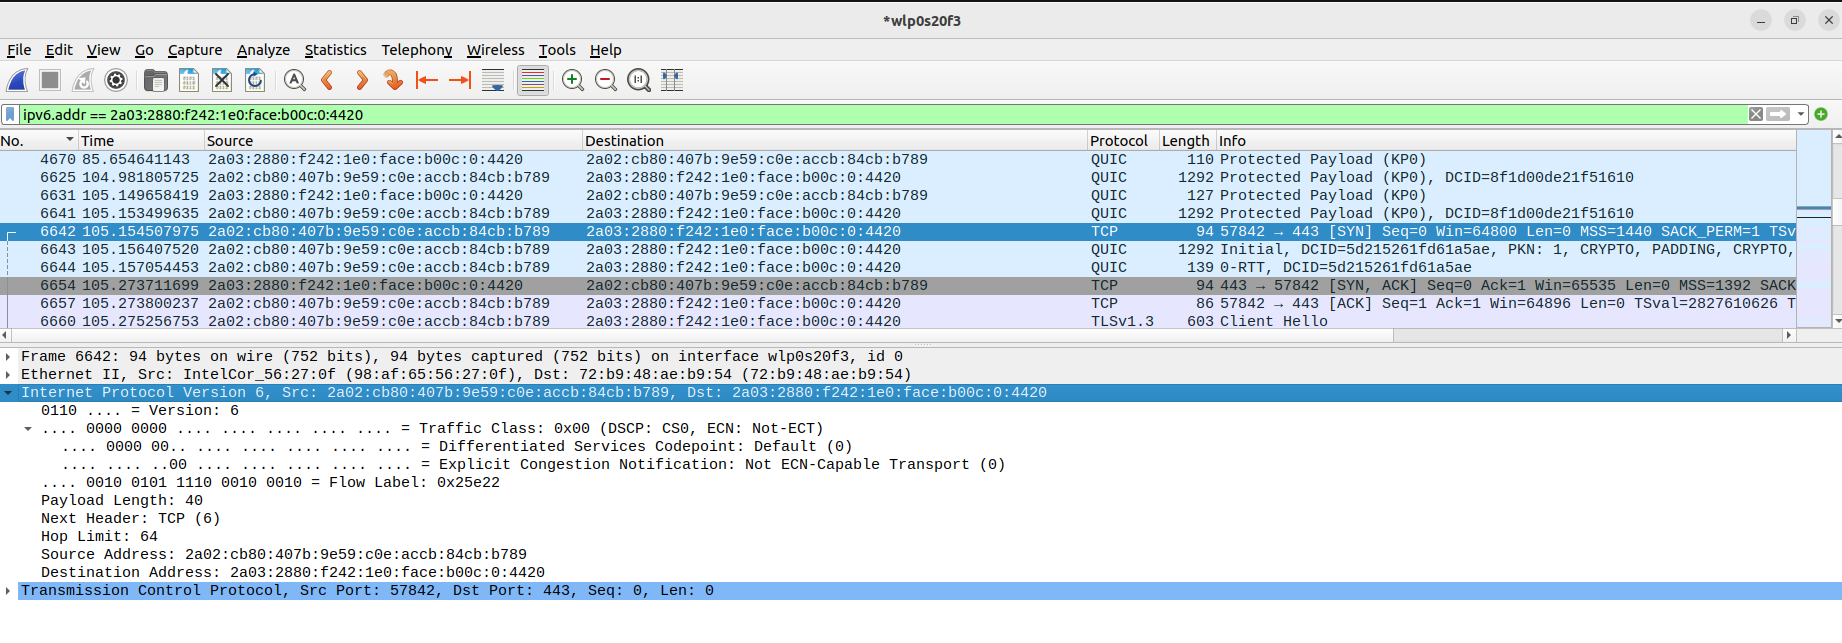 *wlp0s20f3
File Edit View Go Capture Analyze Statistics Telephony Wireless Tools Help
ipv6.addr == 2a03:2880:f242:1e0:face:b00c:0:4420
No. Time Source Destination Protocol Length Info
4670 85.654641143 2a03:2880:f242:1e0:face:b00c:0:4420 2a02:cb80:407b:9e59:c0e:accb:84cb:b789 QUIC 110 Protected Payload (KP0)
6625 104.981805725 2a02:cb80:407b:9e59:c0e:accb:84cb:b789 2a03:2880:f242:1e0:face:b00c:0:4420 QUIC 1292 Protected Payload (KP0), DCID=8f1d00de21f51610
6631 105.149658419 2a03:2880:f242:1e0:face:b00c:0:4420 2a02:cb80:407b:9e59:c0e:accb:84cb:b789 QUIC 127 Protected Payload (KP0)
6641 105.153499635 2a02:cb80:407b:9e59:c0e:accb:84cb:b789 2a03:2880:f242:1e0:face:b00c:0:4420 QUIC 1292 Protected Payload (KP0), DCID=8f1d00de21f51610
6642 105.154507975 2a02:cb80:407b:9e59:c0e:accb:84cb:b789 2a03:2880:f242:1e0:face:b00c:0:4420 TCP 94 57842 → 443 [SYN] Seq=0 Win=64800 Len=0 MSS=1440 SACK_PERM=1 TSv
6643 105.156407520 2a02:cb80:407b:9e59:c0e:accb:84cb:b789 2a03:2880:f242:1e0:face:b00c:0:4420 QUIC 1292 Initial, DCID=5d215261fd61a5ae, PKN: 1, CRYPTO, PADDING, CRYPTO,
6644 105.157054453 2a02:cb80:407b:9e59:c0e:accb:84cb:b789 2a03:2880:f242:1e0:face:b00c:0:4420 QUIC 139 0-RTT, DCID=5d215261fd61a5ae
6654 105.273711699 2a03:2880:f242:1e0:face:b00c:0:4420 2a02:cb80:407b:9e59:c0e:accb:84cb:b789 TCP 94 443 → 57842 [SYN, ACK] Seq=0 Ack=1 Win=65535 Len=0 MSS=1392 SACK
6657 105.273800237 2a02:cb80:407b:9e59:c0e:accb:84cb:b789 2a03:2880:f242:1e0:face:b00c:0:4420 TCP 86 57842 → 443 [ACK] Seq=1 Ack=1 Win=64896 Len=0 TSval=2827610626 T
6660 105.275256753 2a02:cb80:407b:9e59:c0e:accb:84cb:b789 2a03:2880:f242:1e0:face:b00c:0:4420 TLSv1.3 603 Client Hello
Frame 6642: 94 bytes on wire (752 bits), 94 bytes captured (752 bits) on interface wlp0s20f3, id 0
Ethernet II, Src: IntelCor_56:27:0f (98:af:65:56:27:0f), Dst: 72:b9:48:ae:b9:54 (72:b9:48:ae:b9:54)
Internet Protocol Version 6, Src: 2a02:cb80:407b:9e59:c0e:accb:84cb:b789, Dst: 2a03:2880:f242:1e0:face:b00c:0:4420
0110 .... = Version: 6
.... 0000 0000 .... .... .... .... .... = Traffic Class: 0x00 (DSCP: CS0, ECN: Not-ECT)
.... 0000 00.. .... .... .... .... .... = Differentiated Services Codepoint: Default (0)
.... .... ..00 .... .... .... .... .... = Explicit Congestion Notification: Not ECN-Capable Transport (0)
.... 0010 0101 1110 0010 0010 = Flow Label: 0x25e22
Payload Length: 40
Next Header: TCP (6)
Hop Limit: 64
Source Address: 2a02:cb80:407b:9e59:c0e:accb:84cb:b789
Destination Address: 2a03:2880:f242:1e0:face:b00c:0:4420
Transmission Control Protocol, Src Port: 57842, Dst Port: 443, Seq: 0, Len: 0